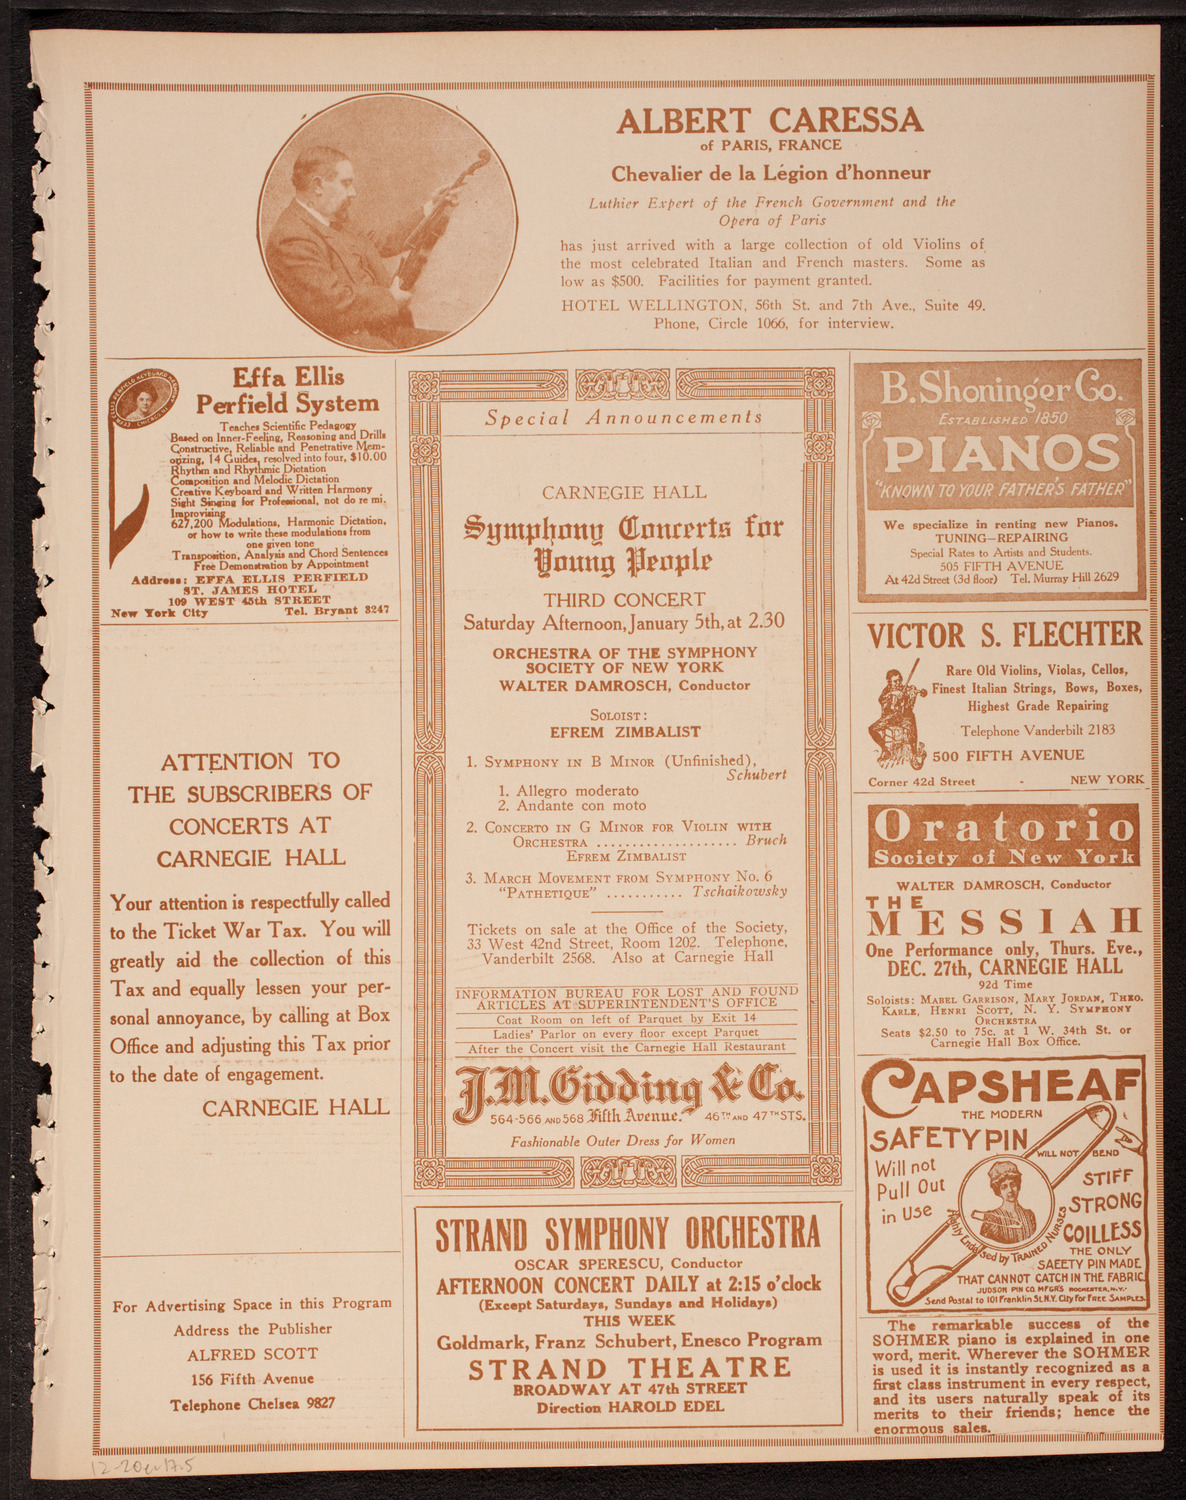 ALBERT CARESSA
of PARIS, FRANCE
Chevalier de la Légion d'honneur
Luthier Expert of the French Government and the
Opera of Paris
has just arrived with a large collection of old Violins of
the most celebrated Italian and French masters. Some as
low as $500. Facilities for payment granted.
HOTEL WELLINGTON, 56th St. and 7th Ave., Suite 49.
Phone, Circle 1066, for interview.
Effa Ellis
Perfield System
Teaches Scientific Pedagogy
Based on Inner-Feeling, Reasoning and Drills
Constructive, Reliable and Penetrative Mem-
orizing, 14 Guides, resolved into four, $10.00
Rhythm and Rhythmic Dictation
Composition and Melodic Dictation
Creative Keyboard and Written Harmony
Sight Singing for Professional, not do re mi.
Improvising
627,200 Modulations, Harmonic Dictation,
or how to write these modulations from
one given tone
Transposition, Analysis and Chord Sentences
Free Demonstration by Appointment
Address: EFFA ELLIS PERFIELD
ST. JAMES HOTEL
109 WEST 45th STREET
New York City Tel. Bryant 3247
ATTENTION TO
THE SUBSCRIBERS OF
CONCERTS AT
CARNEGIE HALL
Your attention is respectfully called
to the Ticket War Tax. You will
greatly aid the collection of this
Tax and equally lessen your per-
sonal annoyance, by calling at Box
Office and adjusting this Tax prior
to the date of engagement.
CARNEGIE HALL
For Advertising Space in this Program
Address the Publisher
ALFRED SCOTT
156 Fifth Avenue
Telephone Chelsea 9827
Special Announcements
CARNEGIE HALL
Symphony Concerts for
Young People
THIRD CONCERT
Saturday Afternoon, January 5th, at 2.30
ORCHESTRA OF THE SYMPHONY
SOCIETY OF NEW YORK
WALTER DAMROSCH, Conductor
SOLOIST:
EFREM ZIMBALIST
1. SYMPHONY IN B MINOR (Unfinished),
Schubert
1. Allegro moderato
2. Andante con moto
2. CONCERTO IN G MINOR FOR VIOLIN WITH
ORCHESTRA .................... Bruch
EFREM ZIMBALIST
3. MARCH MOVEMENT FROM SYMPHONY NO. 6
"PATHETIQUE" ........... Tschaikowsky
Tickets on sale at the Office of the Society,
33 West 42nd Street, Room 1202. Telephone,
Vanderbilt 2568. Also at Carnegie Hall
INFORMATION BUREAU FOR LOST AND FOUND
ARTICLES AT SUPERINTENDENT'S OFFICE
Coat Room on left of Parquet by Exit 14
Ladies' Parlor on every floor except Parquet
After the Concert visit the Carnegie Hall Restaurant
J.M. Gidding & Co.
564-566 AND 568 Fifth Avenue. 46TH AND 47TH STS.
Fashionable Outer Dress for Women
STRAND SYMPHONY ORCHESTRA
OSCAR SPERESCU, Conductor
AFTERNOON CONCERT DAILY at 2:15 o'clock
(Except Saturdays, Sundays and Holidays)
THIS WEEK
Goldmark, Franz Schubert, Enesco Program
STRAND THEATRE
BROADWAY AT 47th STREET
Direction HAROLD EDEL
B. Shoninger Co.
ESTABLISHED 1850
PIANOS
"KNOWN TO YOUR FATHER'S FATHER"
We specialize in renting new Pianos.
TUNING—REPAIRING
Special Rates to Artists and Students.
505 FIFTH AVENUE
At 42d Street (3d floor) Tel. Murray Hill 2629
VICTOR S. FLECHTER
Rare Old Violins, Violas, Cellos,
Finest Italian Strings, Bows, Boxes,
Highest Grade Repairing
Telephone Vanderbilt 2183
500 FIFTH AVENUE
Corner 42d Street - NEW YORK
Oratorio
Society of New York
WALTER DAMROSCH, Conductor
THE
MESSIAH
One Performance only, Thurs. Eve.,
DEC. 27th, CARNEGIE HALL
92d Time
Soloists: MABEL GARRISON, MARY JORDAN, THEO.
KARLE, HENRI SCOTT, N. Y. SYMPHONY
ORCHESTRA
Seats $2.50 to 75c. at 1 W. 34th St. or
Carnegie Hall Box Office.
CAPSHEAF
THE MODERN
SAFETY PIN
WILL NOT BEND
Will not
Pull Out
in Use
STIFF
STRONG
COILLESS
Highly Endorsed by TRAINED NURSES
THE ONLY
SAFETY PIN MADE
THAT CANNOT CATCH IN THE FABRIC.
JUDSON PIN CO. MFGRS ROCHESTER, N.Y.
Send Postal to 101 Franklin St. N.Y. City for FREE SAMPLES.
The remarkable success of the
SOHMER piano is explained in one
word, merit. Wherever the SOHMER
is used it is instantly recognized as a
first class instrument in every respect,
and its users naturally speak of its
merits to their friends; hence the
enormous sales.